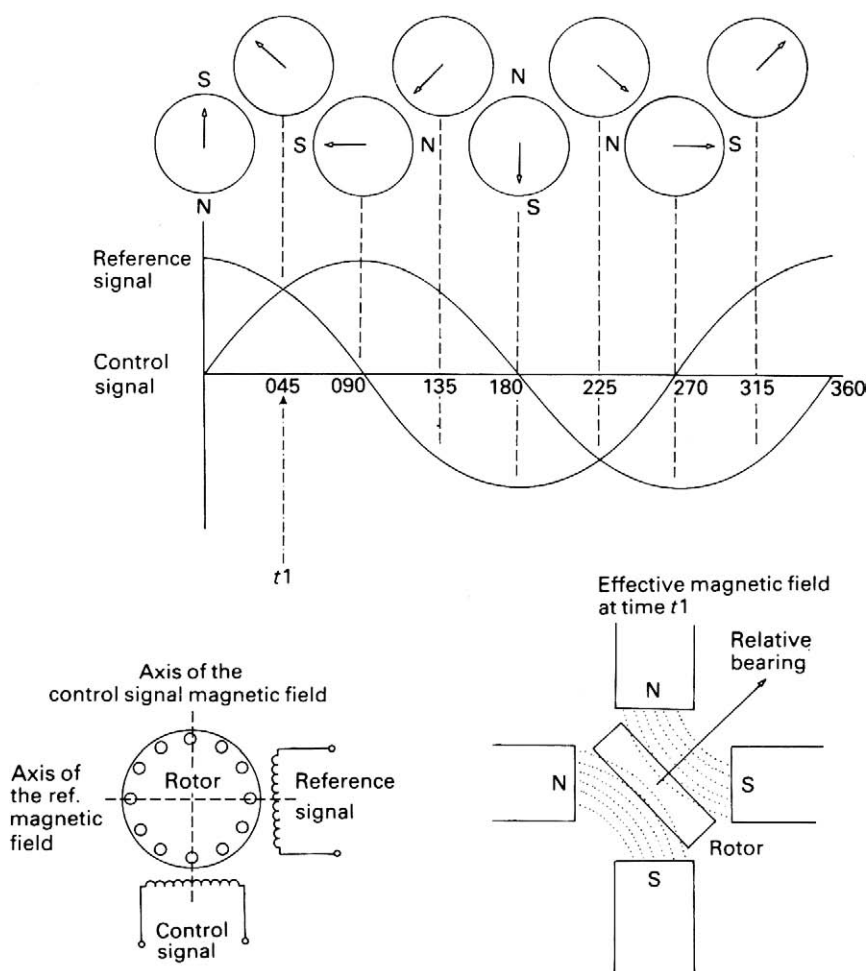 S
N
S
N
N
S
N
S
Reference
signal
Control
signal
045 090 135 180 225 270 315 360
t1
Effective magnetic field
at time t1
Relative
bearing
N
N
S
Rotor
S
Axis of the
control signal magnetic field
Axis of
the ref.
magnetic
field
Rotor
Reference
signal
Control
signal